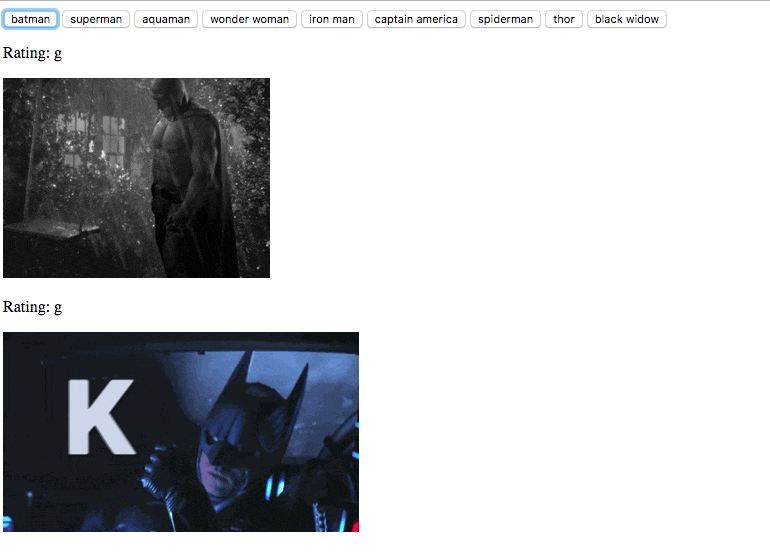 batman superman aquaman wonder woman iron man captain america spiderman thor black widow
Rating: g
Rating: g
K